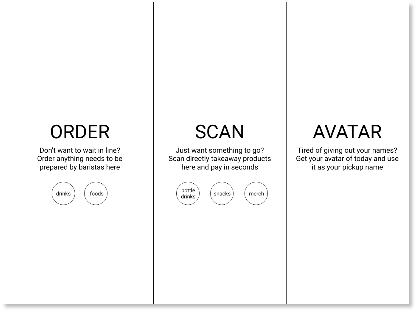 ORDER
Don't want to wait in line?
Order anything needs to be
prepared by baristas here
drinks
foods
SCAN
Just want something to go?
Scan directly takeaway products
here and pay in seconds
bottle
drinks
snacks
merch
AVATAR
Tired of giving out your names?
Get your avatar of today and use
it as your pickup name